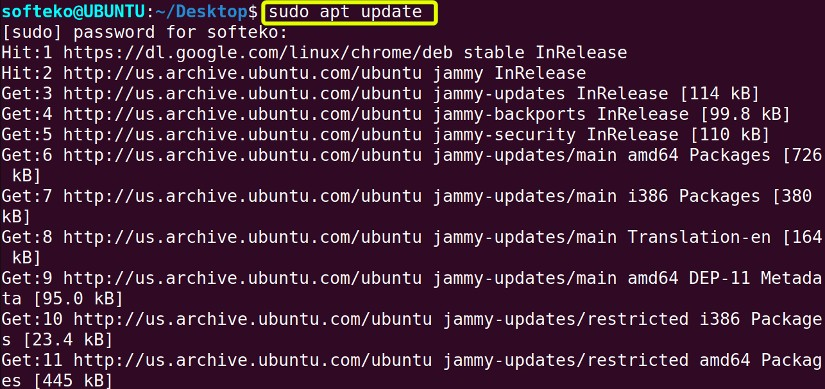 softeko@UBUNTU:~/Desktop$ sudo apt update
[sudo] password for softeko:
Hit:1 https://dl.google.com/linux/chrome/deb stable InRelease
Hit:2 http://us.archive.ubuntu.com/ubuntu jammy InRelease
Get:3 http://us.archive.ubuntu.com/ubuntu jammy-updates InRelease [114 kB]
Get:4 http://us.archive.ubuntu.com/ubuntu jammy-backports InRelease [99.8 kB]
Get:5 http://us.archive.ubuntu.com/ubuntu jammy-security InRelease [110 kB]
Get:6 http://us.archive.ubuntu.com/ubuntu jammy-updates/main amd64 Packages [726
 kB]
Get:7 http://us.archive.ubuntu.com/ubuntu jammy-updates/main i386 Packages [380
kB]
Get:8 http://us.archive.ubuntu.com/ubuntu jammy-updates/main Translation-en [164
 kB]
Get:9 http://us.archive.ubuntu.com/ubuntu jammy-updates/main amd64 DEP-11 Metada
ta [95.0 kB]
Get:10 http://us.archive.ubuntu.com/ubuntu jammy-updates/restricted i386 Package
s [23.4 kB]
Get:11 http://us.archive.ubuntu.com/ubuntu jammy-updates/restricted amd64 Packag
es [445 kB]